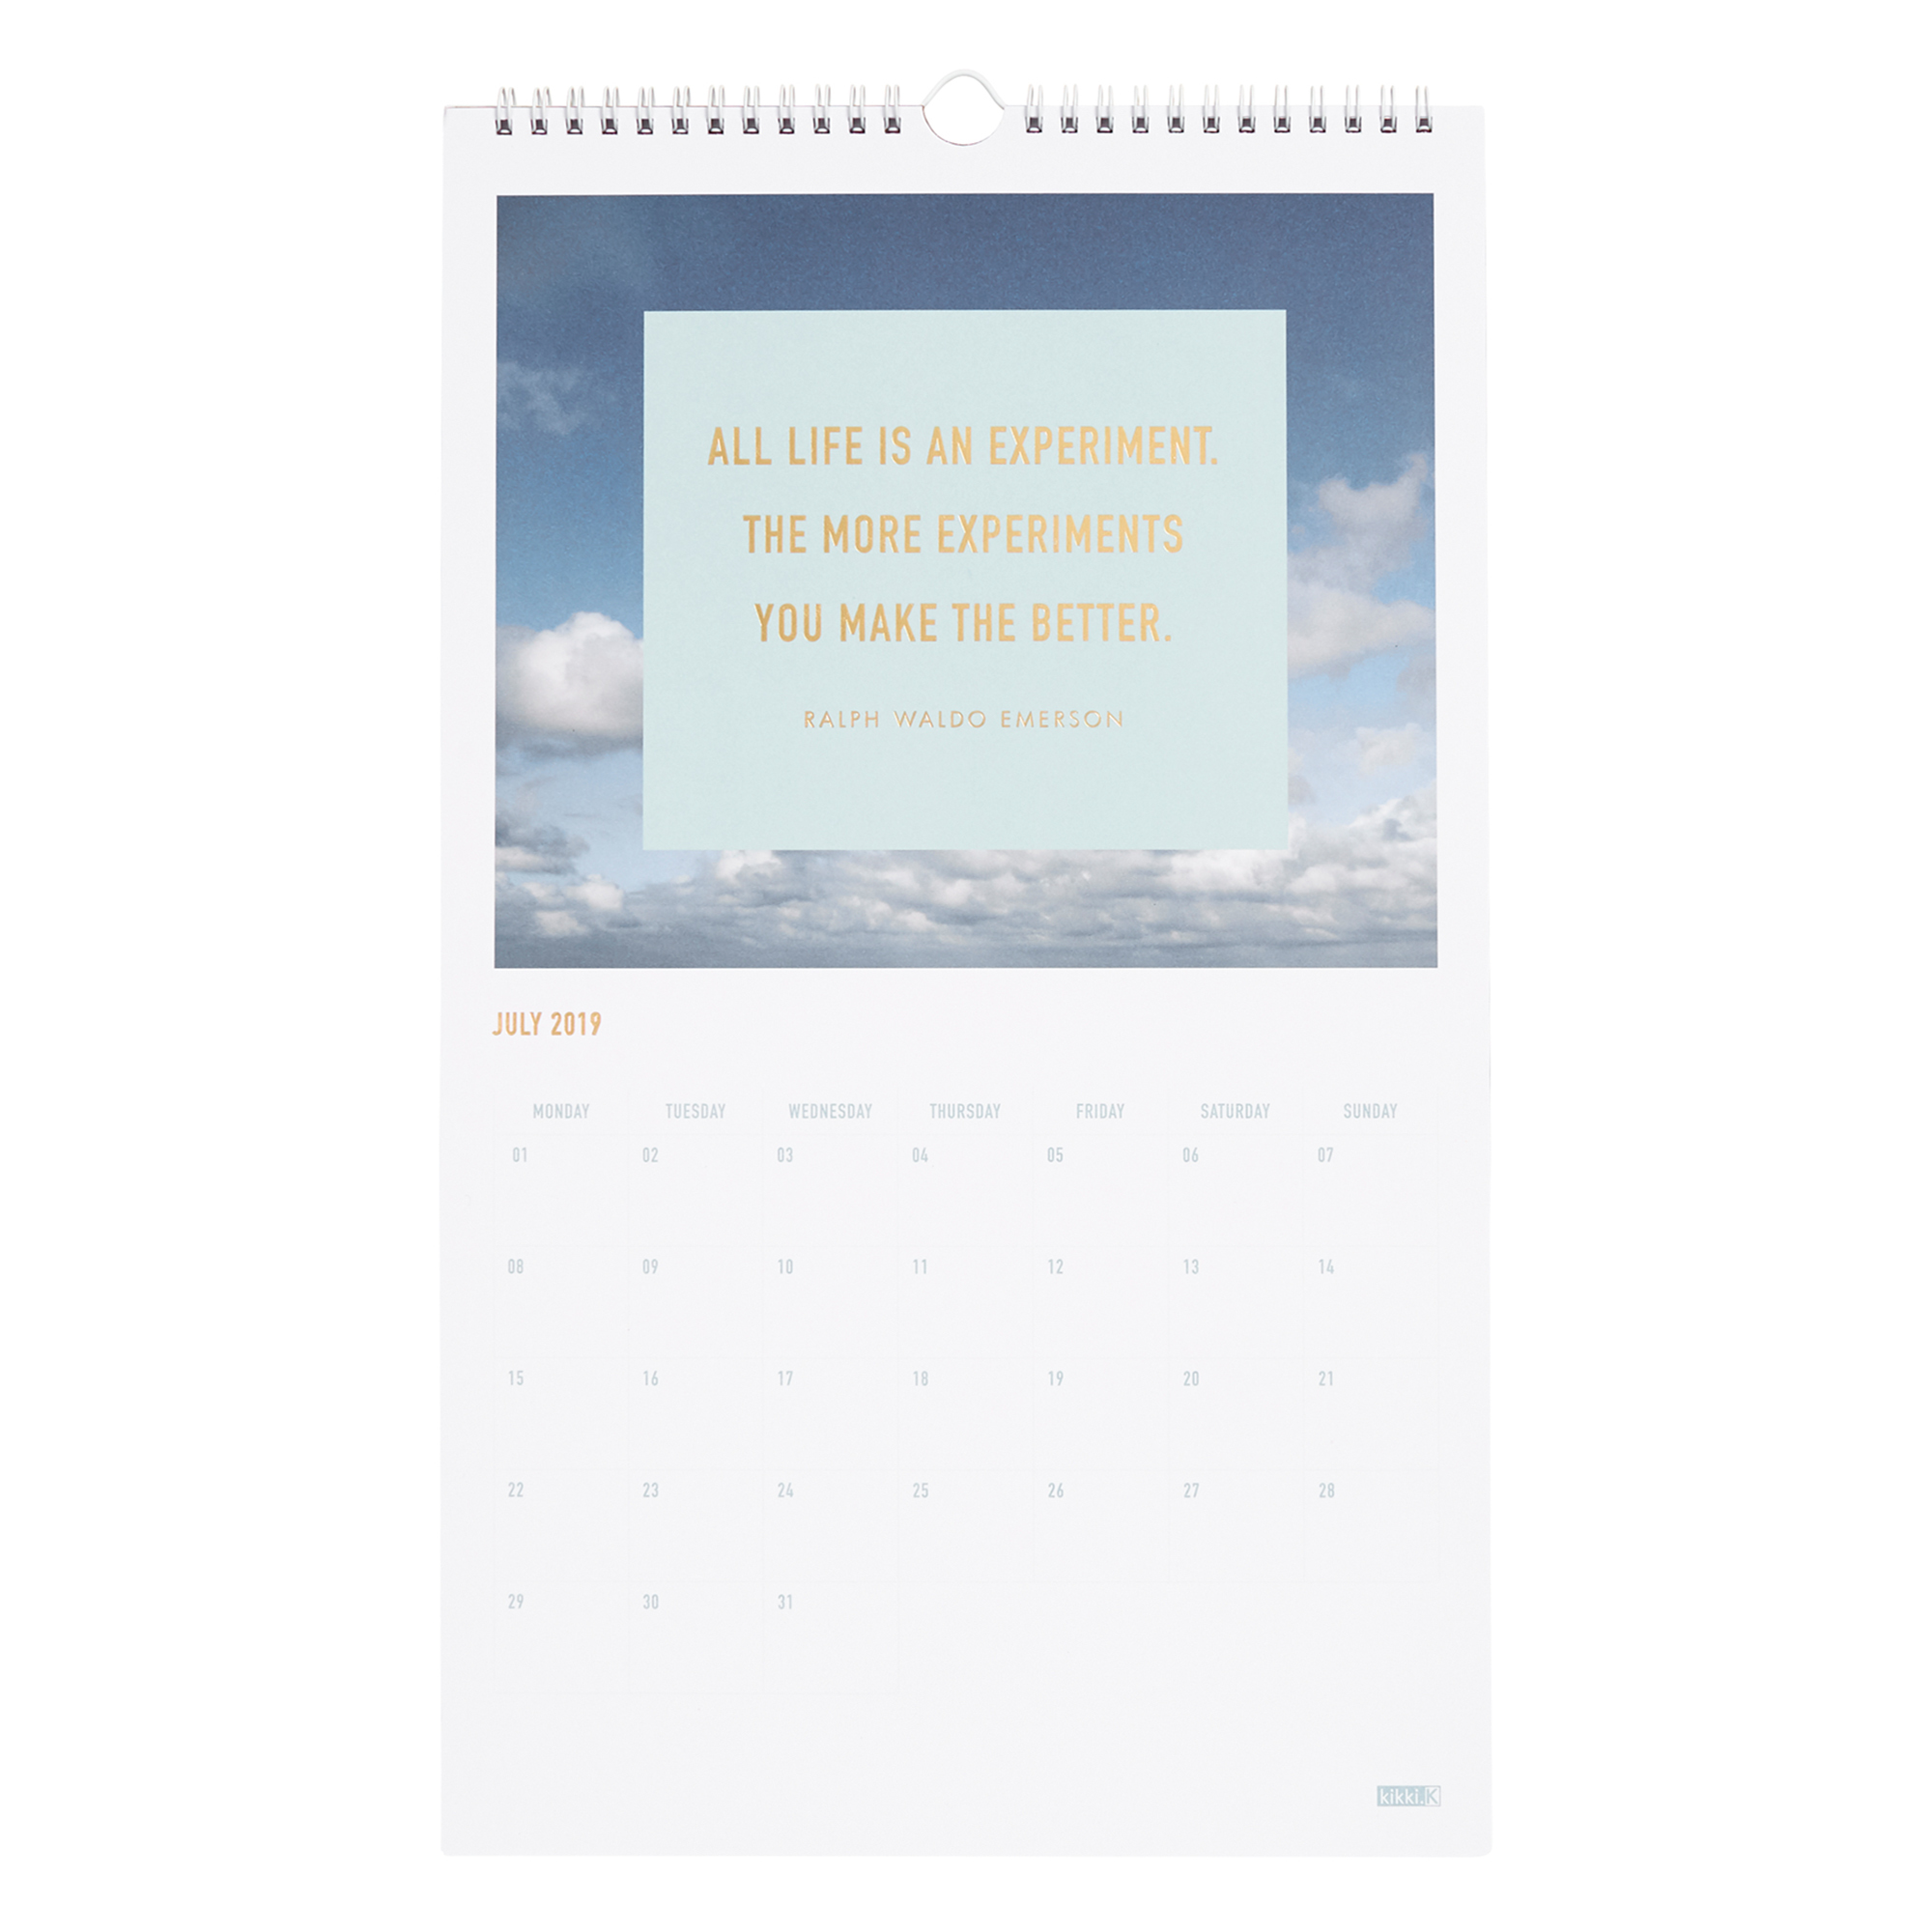 ALL LIFE IS AN EXPERIMENT.
THE MORE EXPERIMENTS
YOU MAKE THE BETTER.
RALPH WALDO EMERSON
JULY 2019
MONDAY TUESDAY WEDNESDAY THURSDAY FRIDAY SATURDAY SUNDAY
01 02 03 04 05 06 07
08 09 10 11 12 13 14
15 16 17 18 19 20 21
22 23 24 25 26 27 28
29 30 31
kikki.K